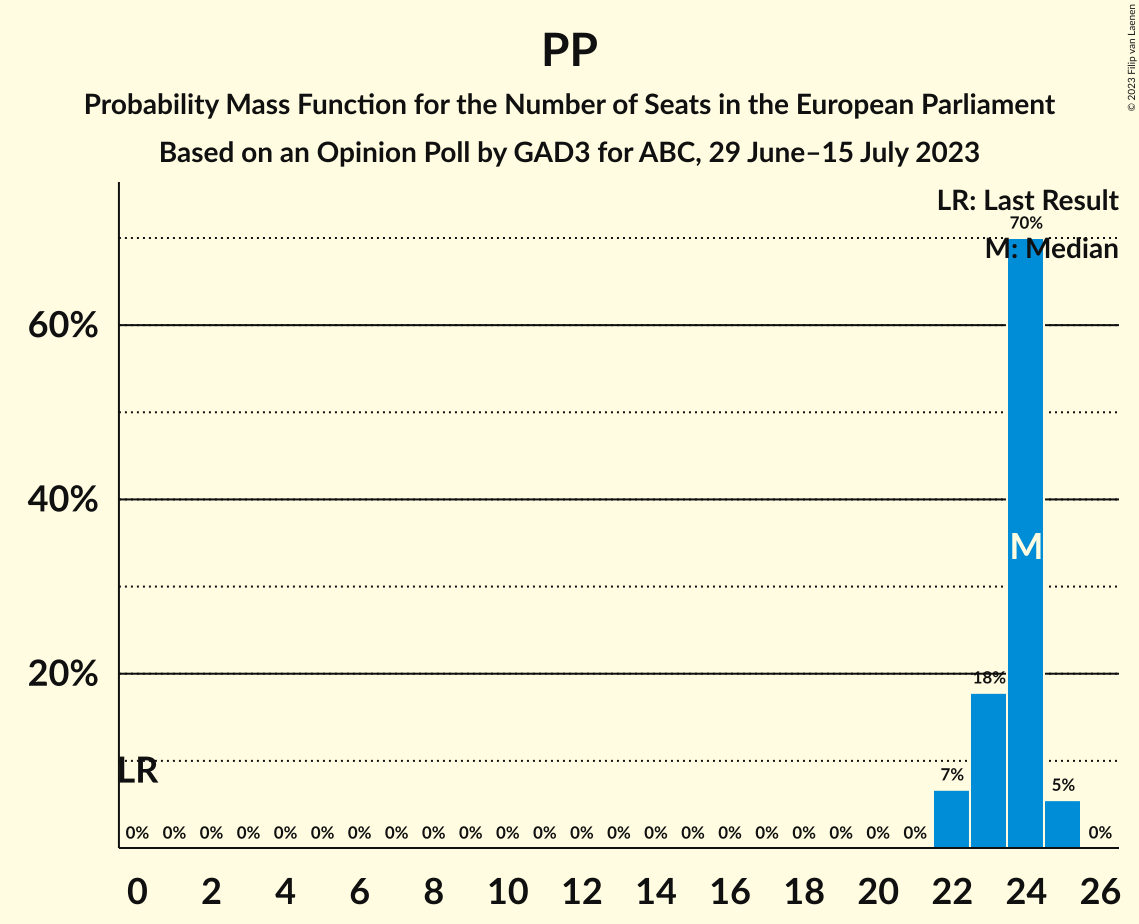 PP
Probability Mass Function for the Number of Seats in the European Parliament
Based on an Opinion Poll by GAD3 for ABC, 29 June–15 July 2023
© 2023 Filip van Laenen
LR: Last Result
70%
M: Median
60%
40%
M
20%
18%
LR
7%
5%
0% 0% 0% 0% 0% 0% 0% 0% 0% 0% 0% 0% 0% 0% 0% 0% 0% 0% 0% 0% 0% 0% 0%
0 2 4 6 8 10 12 14 16 18 20 22 24 26